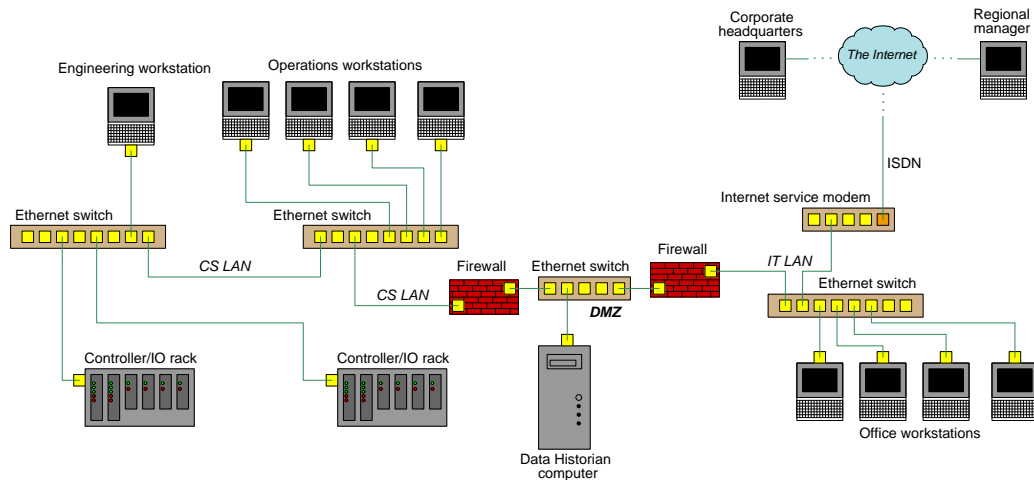 Corporate
headquarters
The Internet
Regional
manager
Engineering workstation
Operations workstations
ISDN
Internet service modem
Ethernet switch
Ethernet switch
CS LAN
Firewall
Ethernet switch
Firewall
IT LAN
CS LAN
DMZ
Ethernet switch
Controller/IO rack
Controller/IO rack
Office workstations
Data Historian
computer